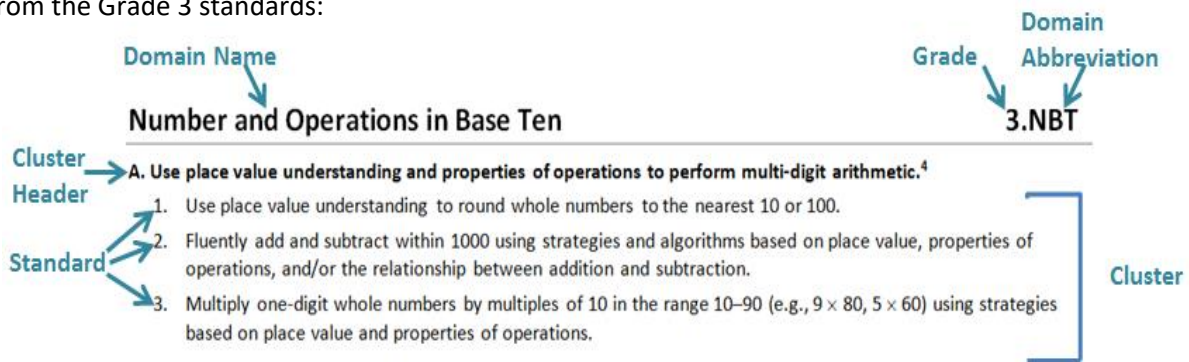 rom the Grade 3 standards:
Domain
Domain Name
Grade
Abbreviation
Number and Operations in Base Ten
3.NBT
Cluster
Header
A. Use place value understanding and properties of operations to perform multi-digit arithmetic.⁴
1. Use place value understanding to round whole numbers to the nearest 10 or 100.
2. Fluently add and subtract within 1000 using strategies and algorithms based on place value, properties of
operations, and/or the relationship between addition and subtraction.
Standard
3. Multiply one-digit whole numbers by multiples of 10 in the range 10–90 (e.g., 9 × 80, 5 × 60) using strategies
based on place value and properties of operations.
Cluster